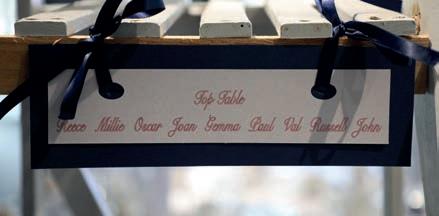 Top Table
Reece Millie Oscar Joan Gemma Paul Val Russell John